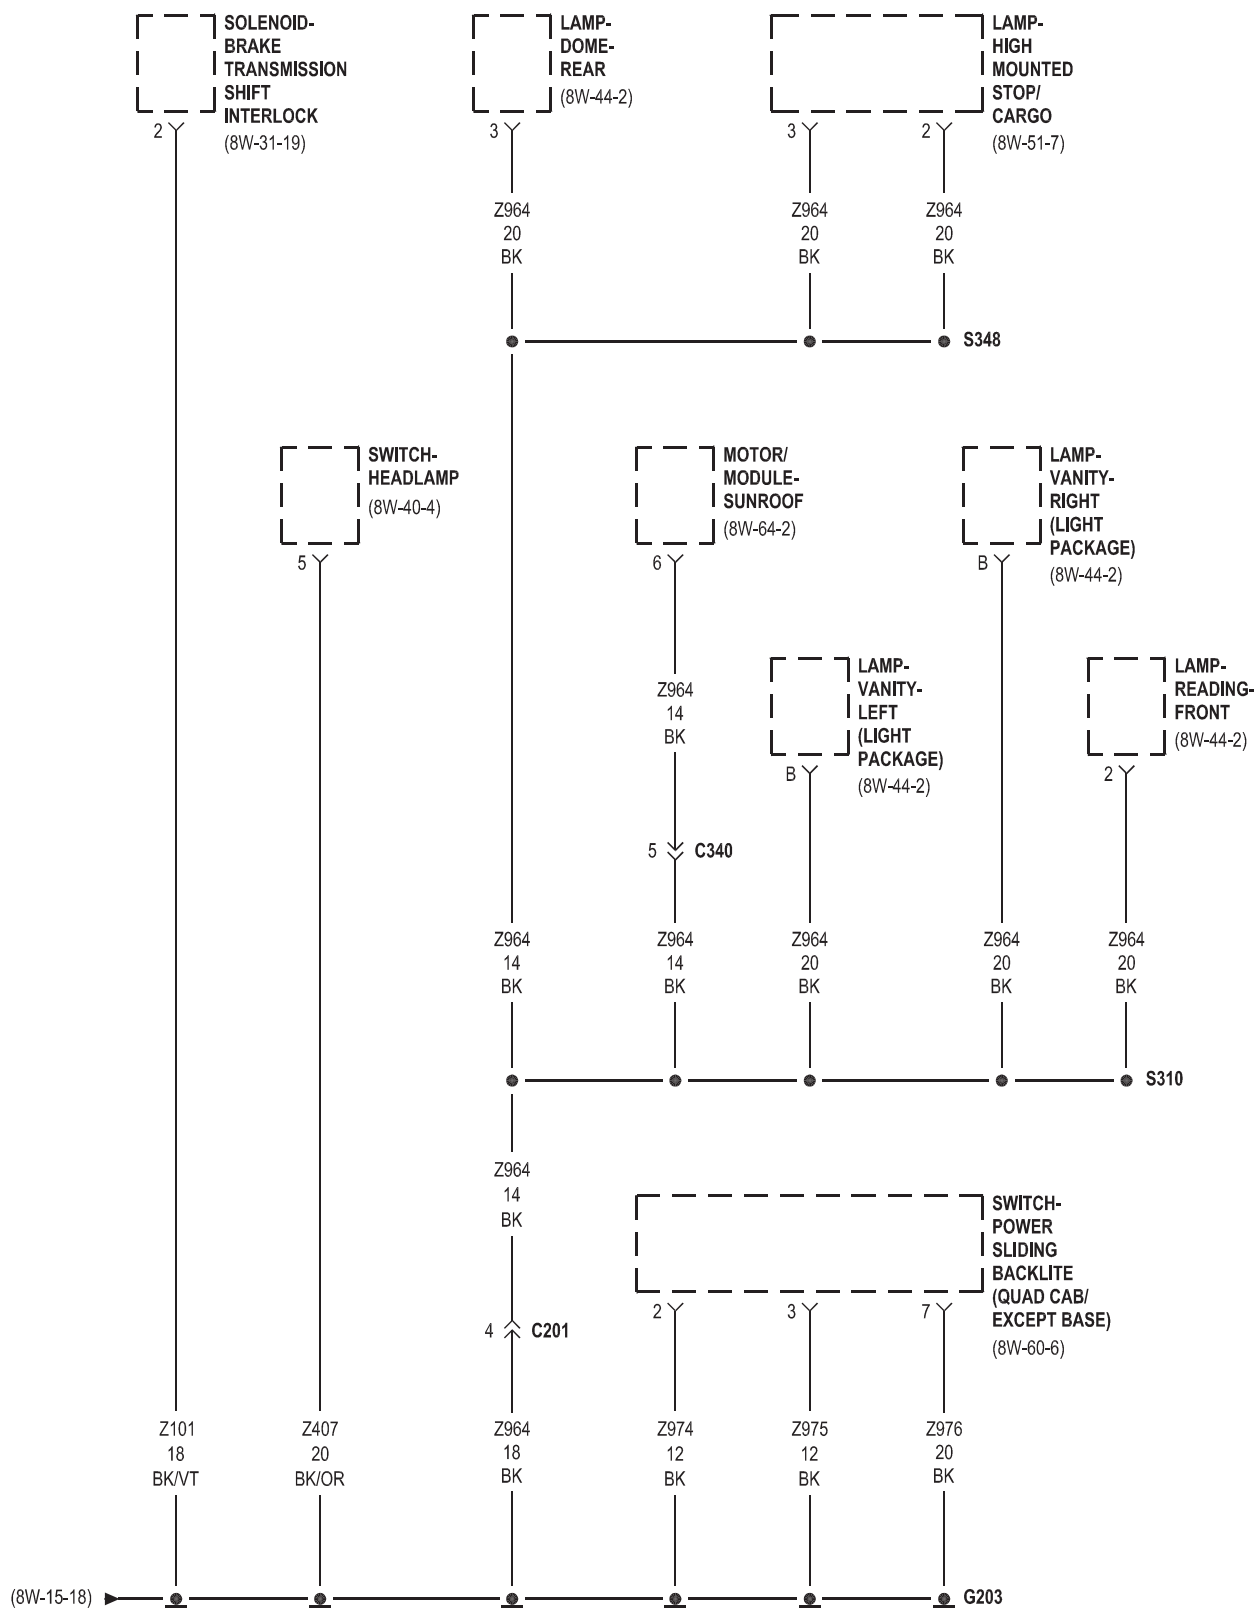 SOLENOID-
BRAKE
TRANSMISSION
SHIFT
INTERLOCK
(8W-31-19)
2
LAMP-
DOME-
REAR
(8W-44-2)
3
LAMP-
HIGH
MOUNTED
STOP/
CARGO
(8W-51-7)
3
2
Z964
20
BK
Z964
20
BK
Z964
20
BK
S348
SWITCH-
HEADLAMP
(8W-40-4)
5
MOTOR/
MODULE-
SUNROOF
(8W-64-2)
6
LAMP-
VANITY-
RIGHT
(LIGHT
PACKAGE)
(8W-44-2)
B
Z964
14
BK
LAMP-
VANITY-
LEFT
(LIGHT
PACKAGE)
(8W-44-2)
B
LAMP-
READING-
FRONT
(8W-44-2)
2
5
C340
Z964
14
BK
Z964
14
BK
Z964
20
BK
Z964
20
BK
Z964
20
BK
S310
Z964
14
BK
SWITCH-
POWER
SLIDING
BACKLITE
(QUAD CAB/
EXCEPT BASE)
(8W-60-6)
2
3
7
4
C201
Z101
18
BK/VT
Z407
20
BK/OR
Z964
18
BK
Z974
12
BK
Z975
12
BK
Z976
20
BK
(8W-15-18)
G203